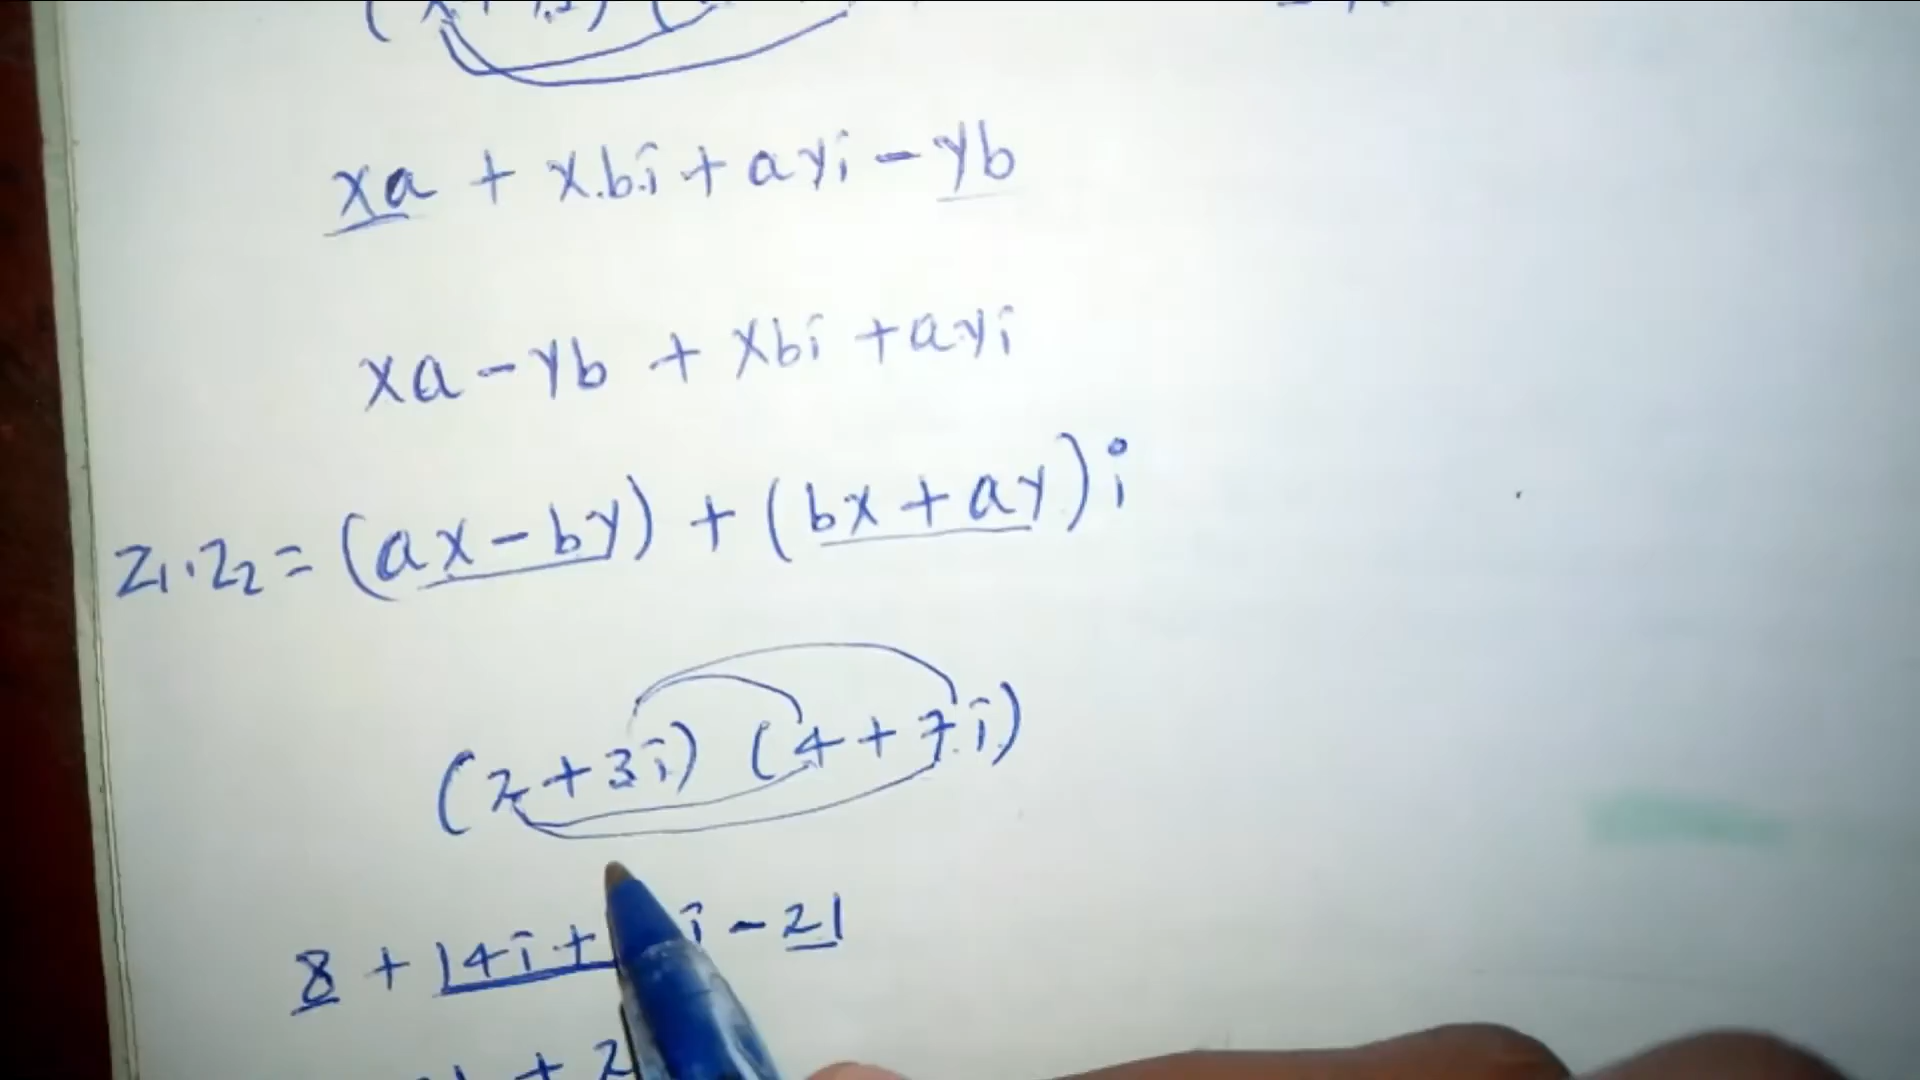 xa + x.bi + ayi - yb
xa - yb + xbi + ayi
z₁.z₂ = (ax - by) + (bx + ay) i
(2 + 3i) (4 + 7i)
8 + 14i + i - 21
+ 2